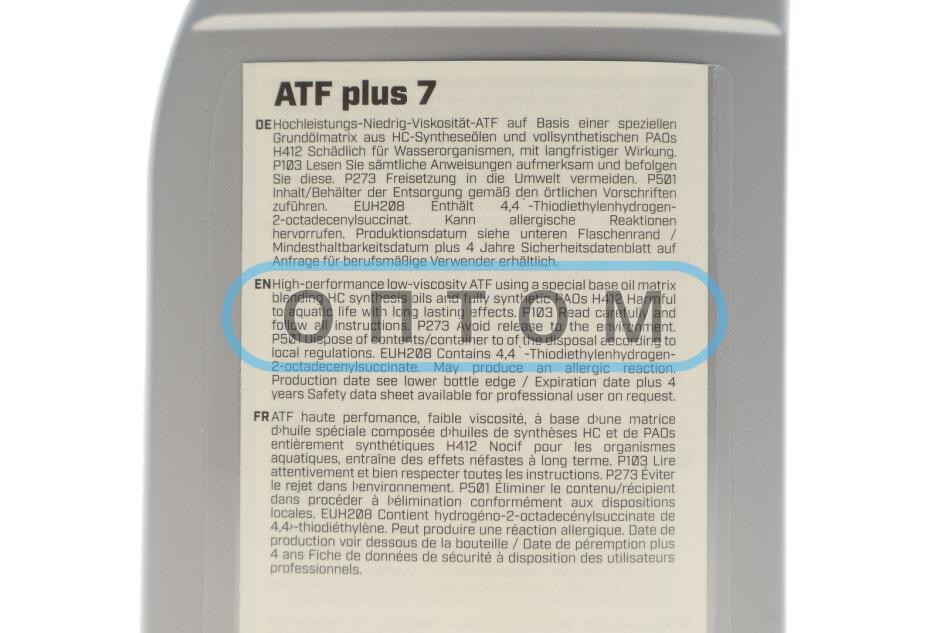 ATF plus 7
DE Hochleistungs-Niedrig-Viskosität-ATF auf Basis einer speziellen
Grundölmatrix aus HC-Syntheseölen und vollsynthetischen PAOs
H412 Schädlich für Wasserorganismen, mit langfristiger Wirkung.
P103 Lesen Sie sämtliche Anweisungen aufmerksam und befolgen
Sie diese. P273 Freisetzung in die Umwelt vermeiden. P501
Inhalt/Behälter der Entsorgung gemäß den örtlichen Vorschriften
zuführen. EUH208 Enthält 4,4`-Thiodiethylenhydrogen-
2-octadecenylsuccinat. Kann allergische Reaktionen
hervorrufen. Produktionsdatum siehe unteren Flaschenrand /
Mindesthaltbarkeitsdatum plus 4 Jahre Sicherheitsdatenblatt auf
Anfrage für berufsmäßige Verwender erhältlich.
EN High-performance low-viscosity ATF using a special base oil matrix
blending HC synthesis oils and fully synthetic PAOs H412 Harmful
to aquatic life with long lasting effects. P103 Read carefully and
follow all instructions. P273 Avoid release to the environment.
P501 Dispose of contents/container to of the disposal according to
local regulations. EUH208 Contains 4,4`-Thiodiethylenhydrogen-
2-octadecenylsuccinate. May produce an allergic reaction.
Production date see lower bottle edge / Expiration date plus 4
years Safety data sheet available for professional user on request.
ОПТОМ
FR ATF haute perfomance, faible viscosité, à base d›une matrice
d›huile spéciale composée d›huiles de synthèses HC et de PAOs
entièrement synthétiques H412 Nocif pour les organismes
aquatiques, entraîne des effets néfastes à long terme. P103 Lire
attentivement et bien respecter toutes les instructions. P273 Éviter
le rejet dans l›environnement. P501 Éliminer le contenu/récipient
dans procéder à l›élimination conformément aux dispositions
locales. EUH208 Contient hydrogéno-2-octadecénylsuccinate de
4,4›-thiodiéthylène. Peut produire une réaction allergique. Date de
production voir dessous de la bouteille / Date de péremption plus
4 ans Fiche de données de sécurité à disposition des utilisateurs
professionnels.